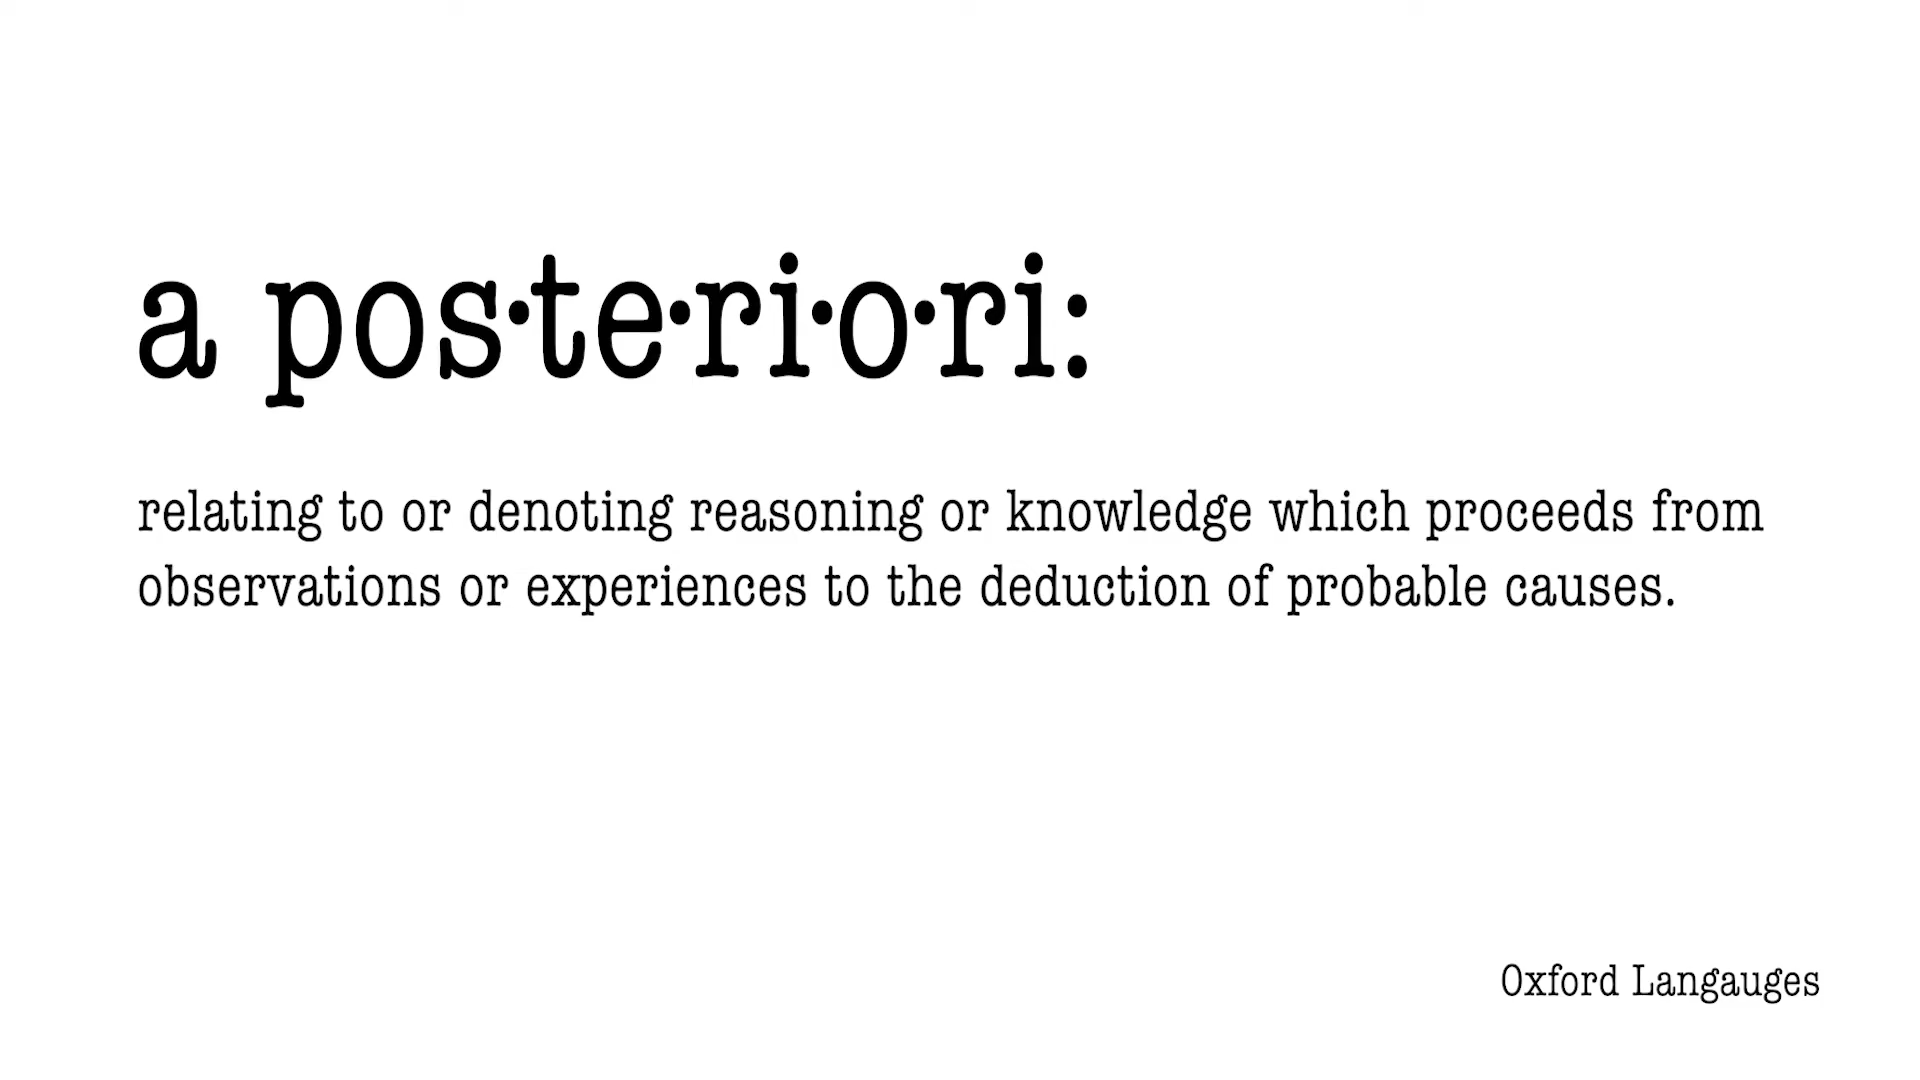 a pos·te·ri·o·ri:
relating to or denoting reasoning or knowledge which proceeds from
observations or experiences to the deduction of probable causes.
Oxford Langauges